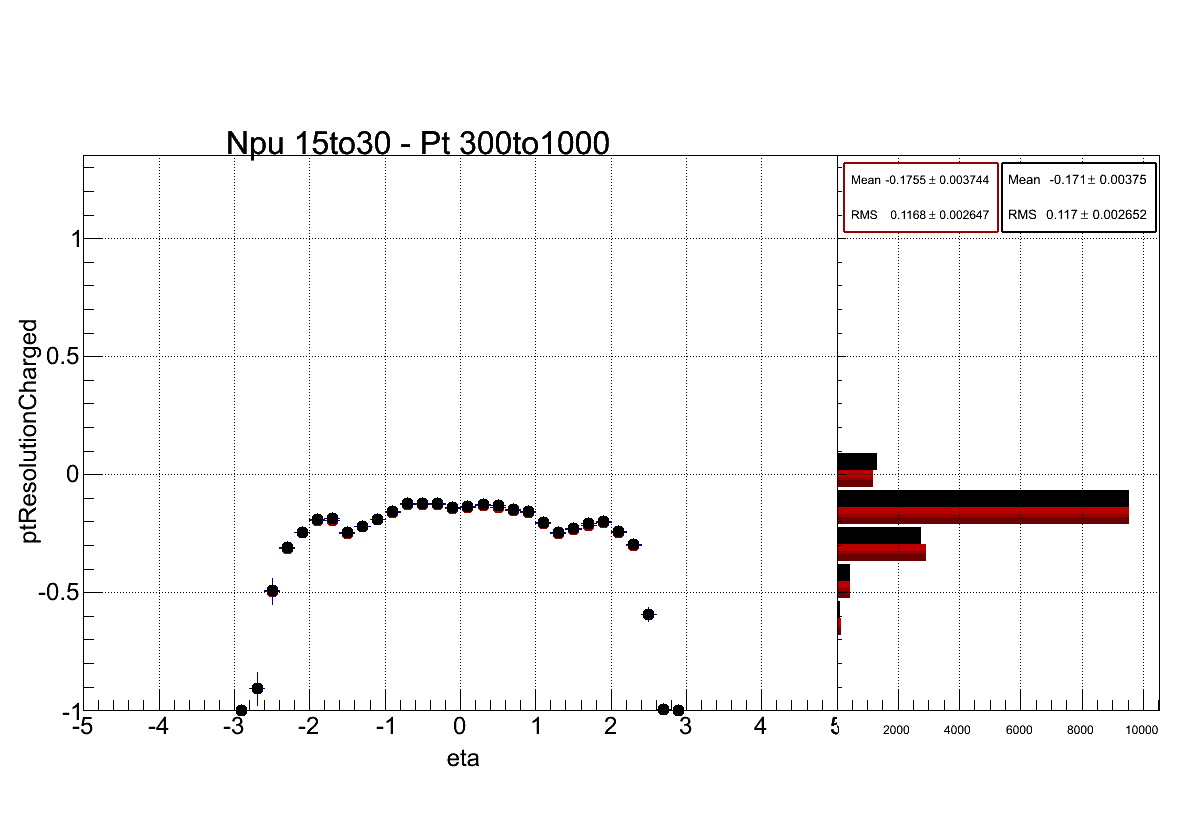 Npu 15to30 - Pt 300to1000
Mean -0.1755 ± 0.003744
RMS 0.1168 ± 0.002647
Mean -0.171 ± 0.00375
RMS 0.117 ± 0.002652
ptResolutionCharged
1
0.5
0
-0.5
-1
-5 -4 -3 -2 -1 0 1 2 3 4 5
2000 4000 6000 8000 10000
eta